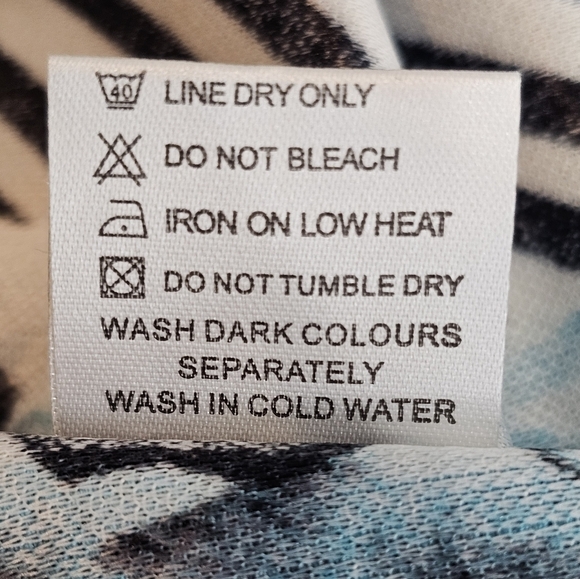 40 LINE DRY ONLY
DO NOT BLEACH
IRON ON LOW HEAT
DO NOT TUMBLE DRY
WASH DARK COLOURS
SEPARATELY
WASH IN COLD WATER